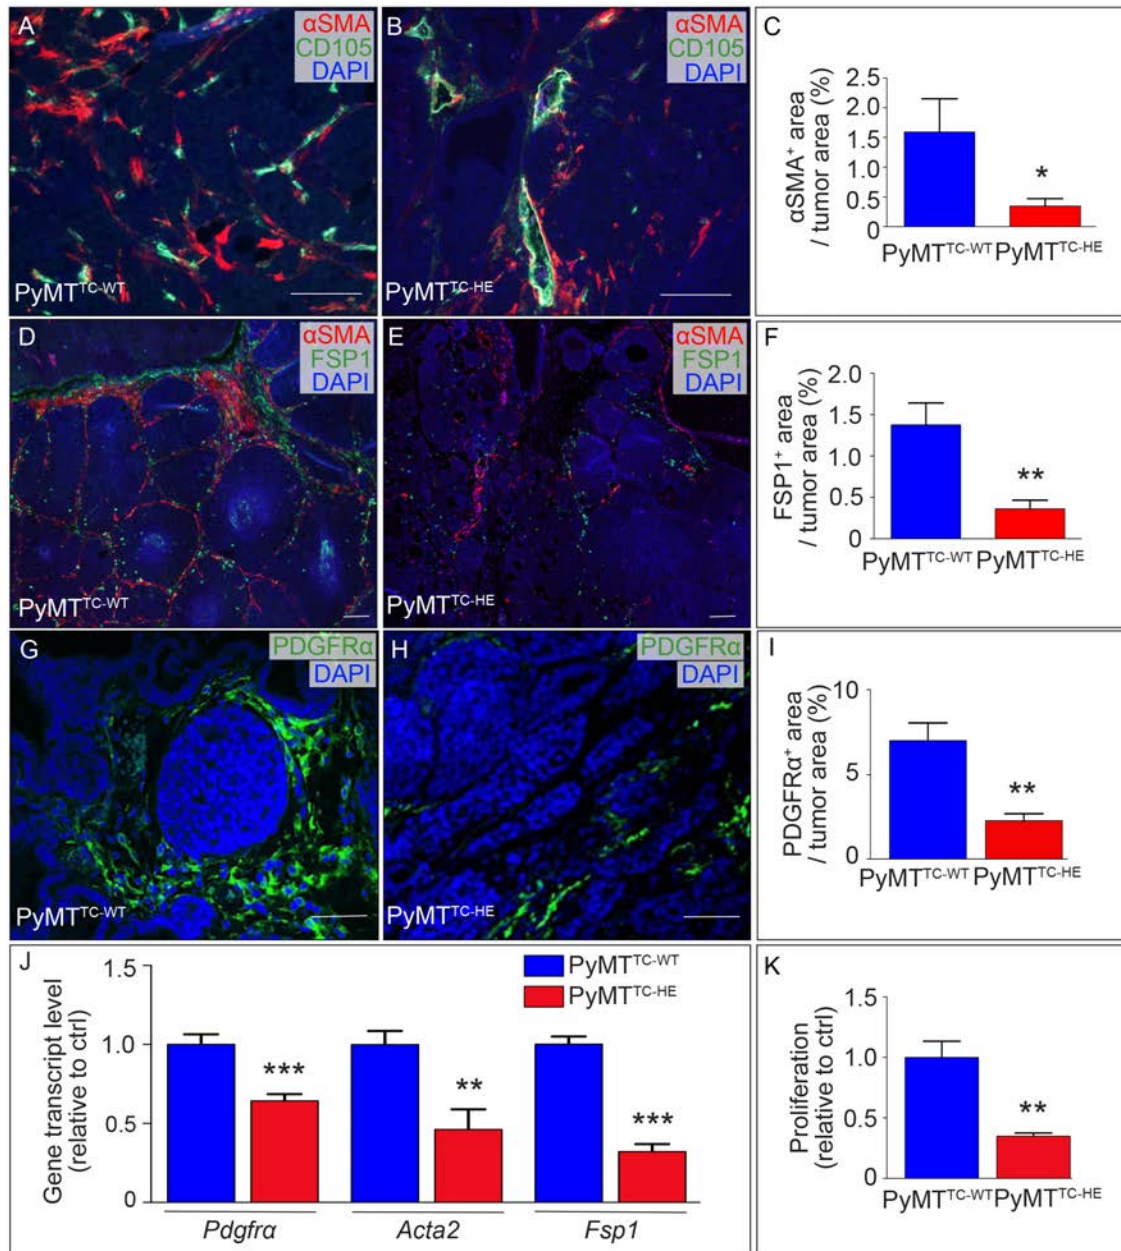 A
αSMA
CD105
DAPI
PyMT^TC-WT
B
αSMA
CD105
DAPI
PyMT^TC-HE
C
αSMA⁺ area
/ tumor area (%)
2.5
2.0
1.5
1.0
0.5
0
*
PyMT^TC-WT PyMT^TC-HE
D
αSMA
FSP1
DAPI
PyMT^TC-WT
E
αSMA
FSP1
DAPI
PyMT^TC-HE
F
FSP1⁺ area
/ tumor area (%)
2.0
1.5
1.0
0.5
0
**
PyMT^TC-WT PyMT^TC-HE
G
PDGFRα
DAPI
PyMT^TC-WT
H
PDGFRα
DAPI
PyMT^TC-HE
I
PDGFRα⁺ area
/ tumor area (%)
10
5
0
**
PyMT^TC-WT PyMT^TC-HE
J
Gene transcript level
(relative to ctrl)
1.5
1.0
0.5
0
PyMT^TC-WT
PyMT^TC-HE
***
**
***
Pdgfrα
Acta2
Fsp1
K
Proliferation
(relative to ctrl)
1.5
1.0
0.5
0
**
PyMT^TC-WT PyMT^TC-HE